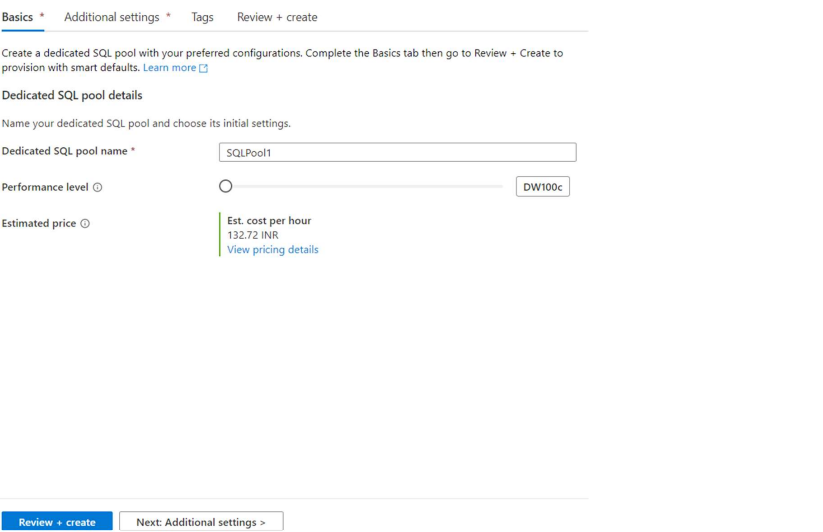 Basics * Additional settings * Tags Review + create
Create a dedicated SQL pool with your preferred configurations. Complete the Basics tab then go to Review + Create to
provision with smart defaults. Learn more
Dedicated SQL pool details
Name your dedicated SQL pool and choose its initial settings.
Dedicated SQL pool name * SQLPool1
Performance level DW100c
Estimated price Est. cost per hour
132.72 INR
View pricing details
Review + create Next: Additional settings >